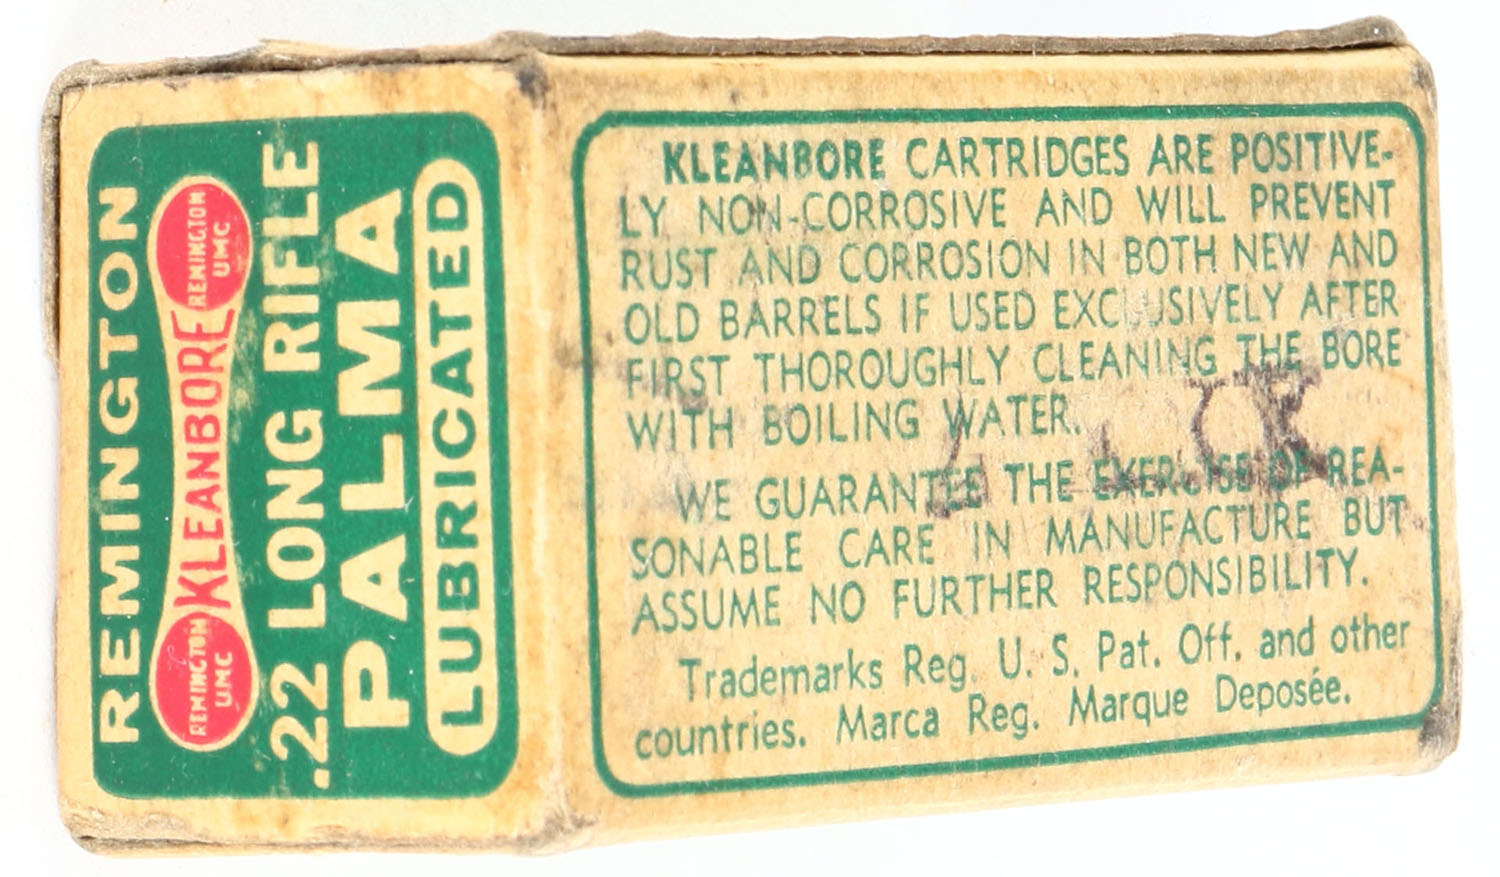 REMINGTON
REMINGTON
UMC
KLEANBORE
REMINGTON
UMC
.22 LONG RIFLE
PALMA
LUBRICATED
KLEANBORE CARTRIDGES ARE POSITIVE-
LY NON-CORROSIVE AND WILL PREVENT
RUST AND CORROSION IN BOTH NEW AND
OLD BARRELS IF USED EXCLUSIVELY AFTER
FIRST THOROUGHLY CLEANING THE BORE
WITH BOILING WATER.
WE GUARANTEE THE EXERCISE OF REA-
SONABLE CARE IN MANUFACTURE BUT
ASSUME NO FURTHER RESPONSIBILITY.
Trademarks Reg. U. S. Pat. Off. and other
countries. Marca Reg. Marque Deposée.